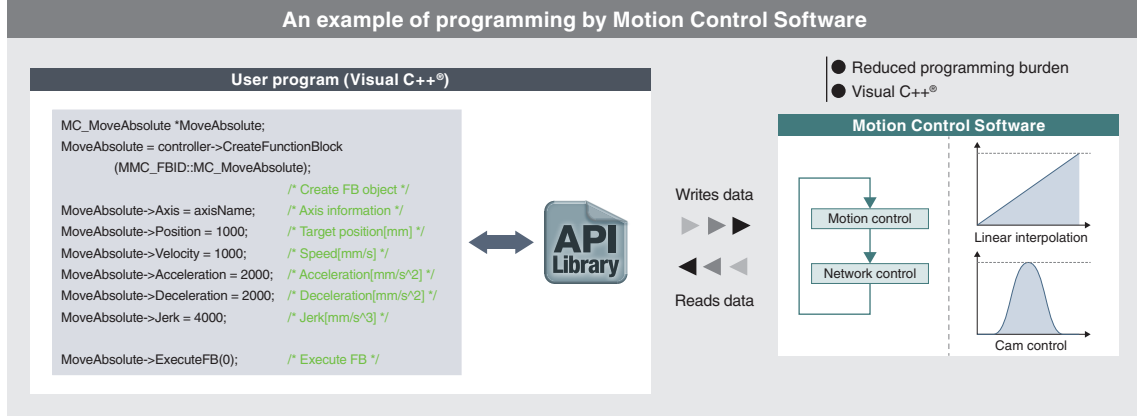 An example of programming by Motion Control Software
User program (Visual C++®)
MC_MoveAbsolute *MoveAbsolute;
MoveAbsolute = controller->CreateFunctionBlock
(MMC_FBID::MC_MoveAbsolute);
/* Create FB object */
MoveAbsolute->Axis = axisName; /* Axis information */
MoveAbsolute->Position = 1000; /* Target position[mm] */
MoveAbsolute->Velocity = 1000; /* Speed[mm/s] */
MoveAbsolute->Acceleration = 2000; /* Acceleration[mm/s^2] */
MoveAbsolute->Deceleration = 2000; /* Deceleration[mm/s^2] */
MoveAbsolute->Jerk = 4000; /* Jerk[mm/s^3] */
MoveAbsolute->ExecuteFB(0); /* Execute FB */
API
Library
Writes data
Reads data
● Reduced programming burden
● Visual C++®
Motion Control Software
Motion control
Network control
Linear interpolation
Cam control